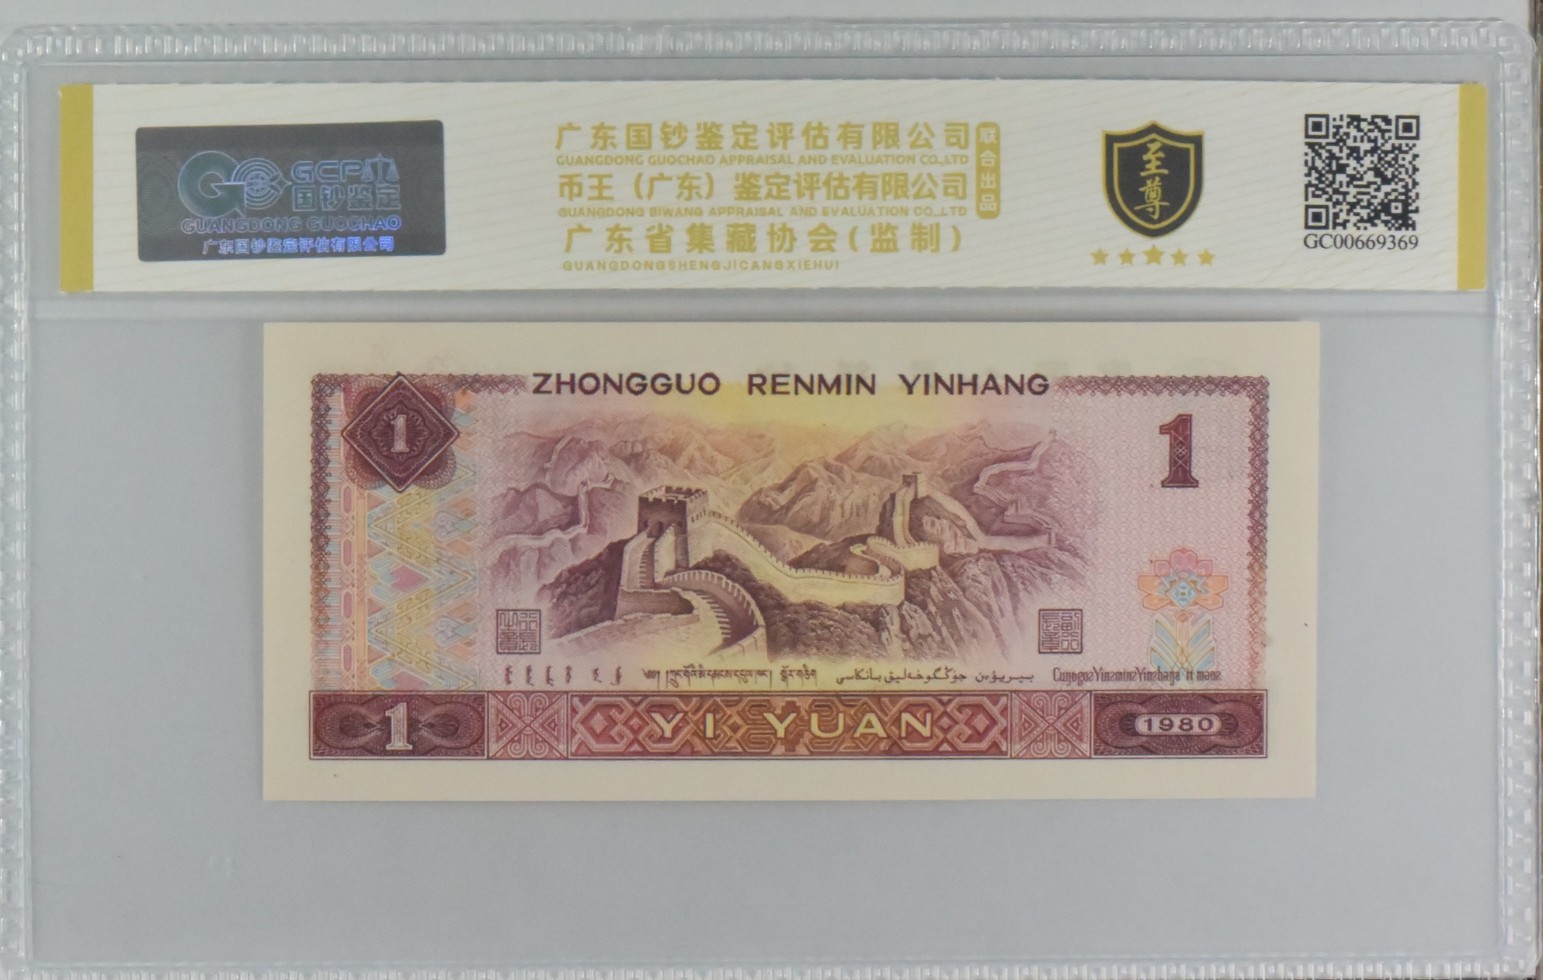 GCP
国钞鉴定
GUANGDONG GUOCHAO
广东国钞鉴定评估有限公司
广东国钞鉴定评估有限公司
GUANGDONG GUOCHAO APPRAISAL AND EVALUATION CO.,LTD
币王（广东）鉴定评估有限公司
GUANGDONG BIWANG APPRAISAL AND EVALUATION CO.,LTD
广东省集藏协会(监制)
GUANGDONGSHENGJICANGXIEHUI
联合出品
至尊
GC00669369
ZHONGGUO RENMIN YINHANG
1
1
1
YI YUAN
1980